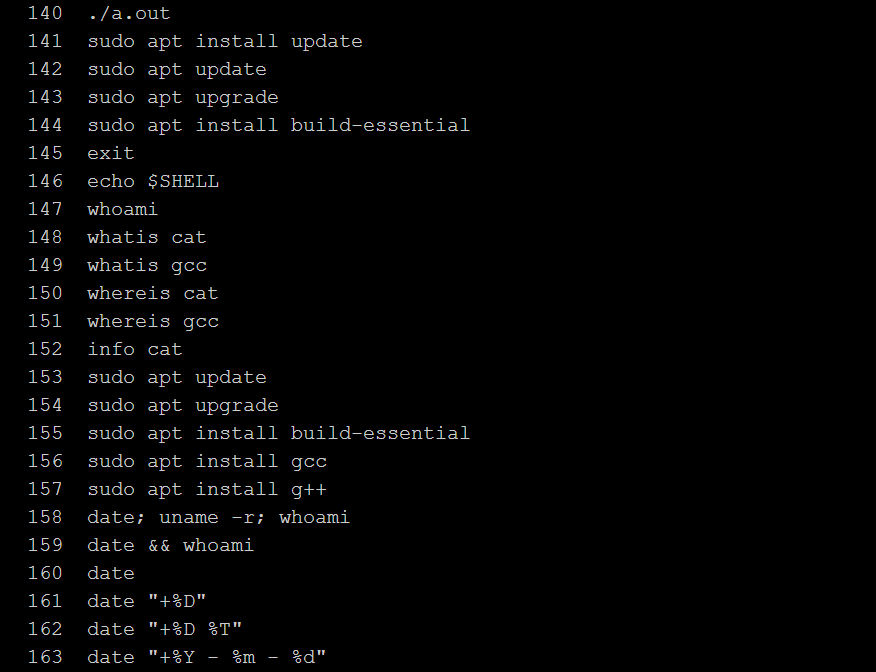 140 ./a.out
141 sudo apt install update
142 sudo apt update
143 sudo apt upgrade
144 sudo apt install build-essential
145 exit
146 echo $SHELL
147 whoami
148 whatis cat
149 whatis gcc
150 whereis cat
151 whereis gcc
152 info cat
153 sudo apt update
154 sudo apt upgrade
155 sudo apt install build-essential
156 sudo apt install gcc
157 sudo apt install g++
158 date; uname -r; whoami
159 date && whoami
160 date
161 date "+%D"
162 date "+%D %T"
163 date "+%Y - %m - %d"